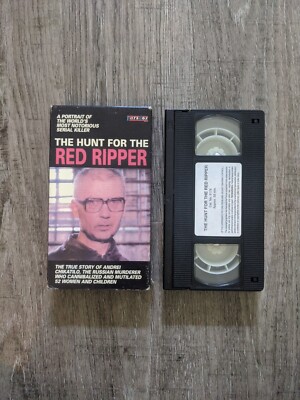 A PORTRAIT OF
THE WORLD'S
MOST NOTORIOUS
SERIAL KILLER
THE HUNT FOR THE
RED RIPPER
THE TRUE STORY OF ANDREI
CHIKATILO, THE RUSSIAN MURDERER
WHO CANNIBALIZED AND MUTILATED
52 WOMEN AND CHILDREN
THE HUNT FOR THE RED RIPPER